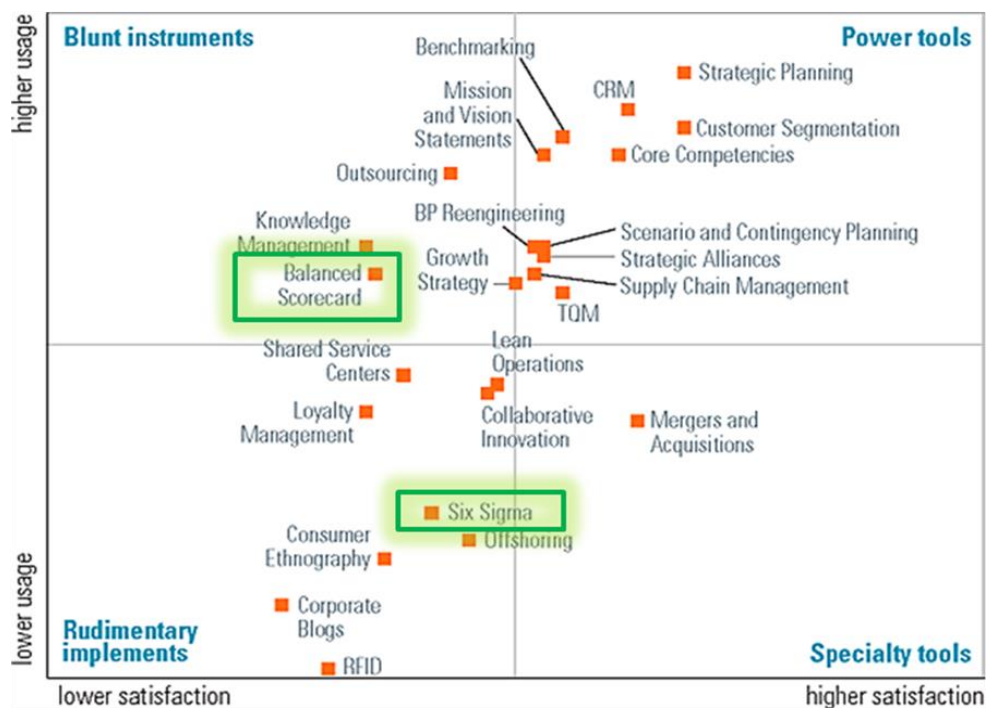 higher usage
Blunt instruments
Power tools
Benchmarking
Strategic Planning
CRM
Mission
and Vision
Statements
Customer Segmentation
Core Competencies
Outsourcing
BP Reengineering
Knowledge
Management
Scenario and Contingency Planning
Growth
Strategy
Strategic Alliances
Balanced
Scorecard
Supply Chain Management
TQM
Lean
Operations
Shared Service
Centers
Loyalty
Management
Collaborative
Innovation
Mergers and
Acquisitions
Six Sigma
Offshoring
Consumer
Ethnography
Corporate
Blogs
RFID
lower usage
Rudimentary
implements
Specialty tools
lower satisfaction
higher satisfaction